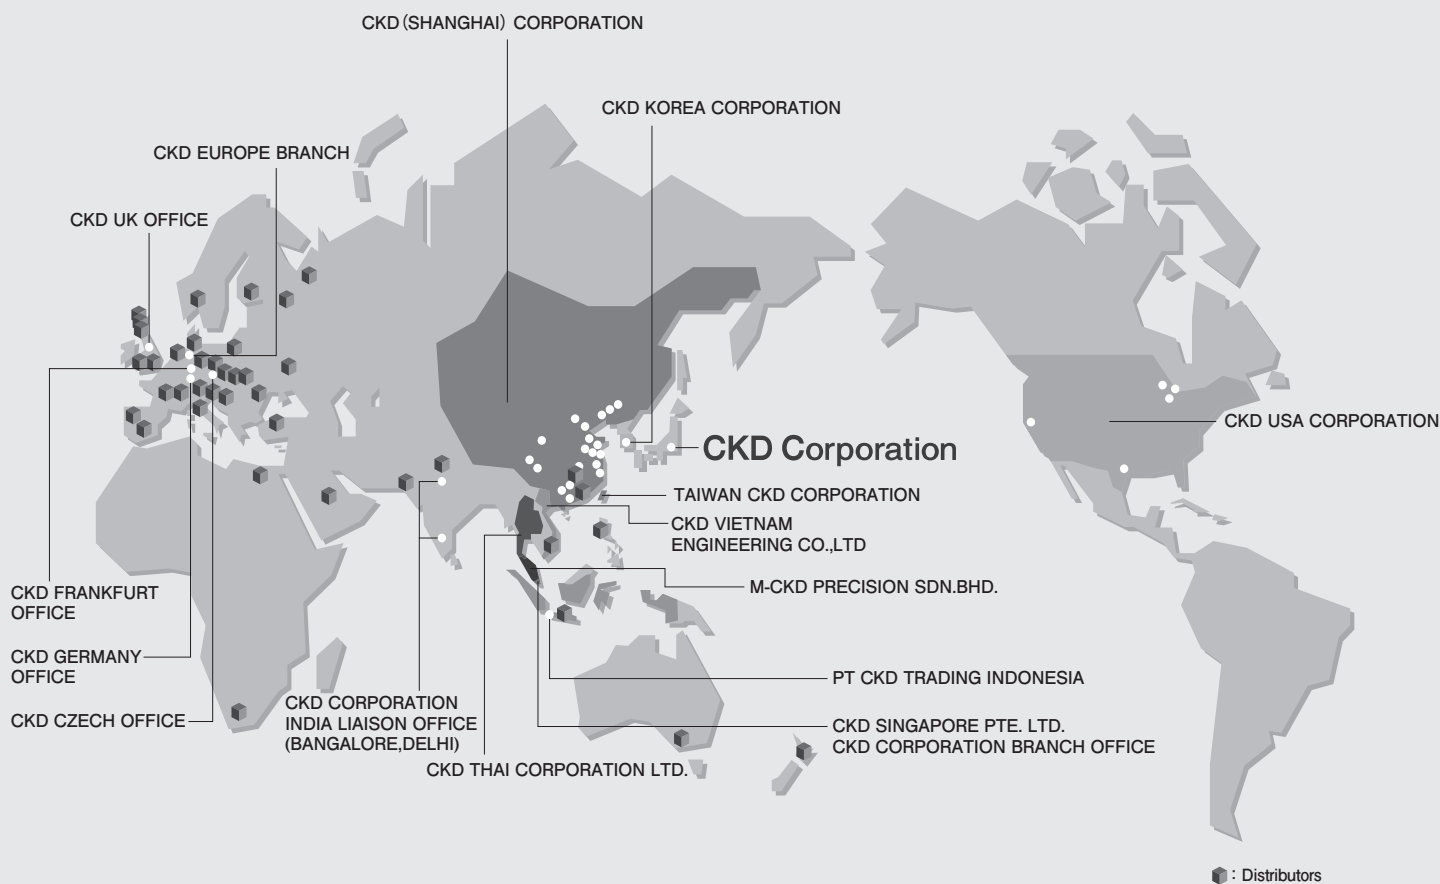 CKD(SHANGHAI) CORPORATION
CKD KOREA CORPORATION
CKD EUROPE BRANCH
CKD UK OFFICE
CKD USA CORPORATION
CKD Corporation
TAIWAN CKD CORPORATION
CKD VIETNAM
ENGINEERING CO.,LTD
M-CKD PRECISION SDN.BHD.
CKD FRANKFURT
OFFICE
CKD GERMANY
OFFICE
CKD CZECH OFFICE
CKD CORPORATION
INDIA LIAISON OFFICE
(BANGALORE,DELHI)
CKD THAI CORPORATION LTD.
PT CKD TRADING INDONESIA
CKD SINGAPORE PTE. LTD.
CKD CORPORATION BRANCH OFFICE
: Distributors